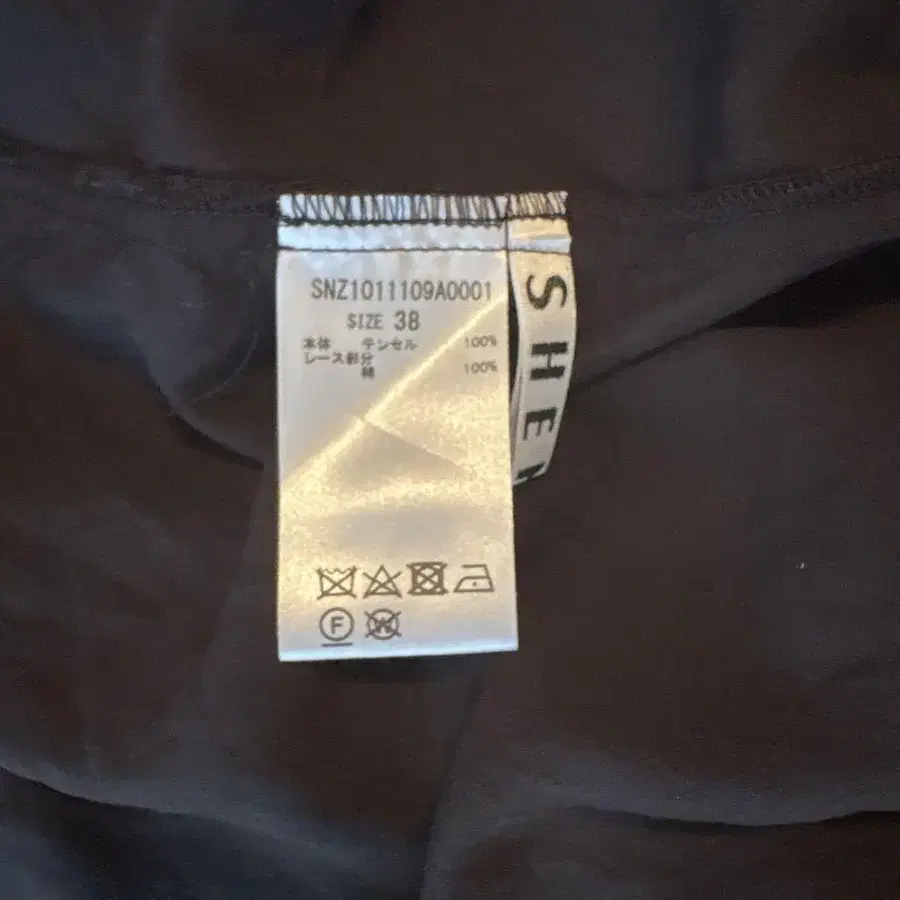 SNZ1011109A0001
SIZE 38
本体 テンセル 100%
レース部分
綿 100%
F
W
SHE